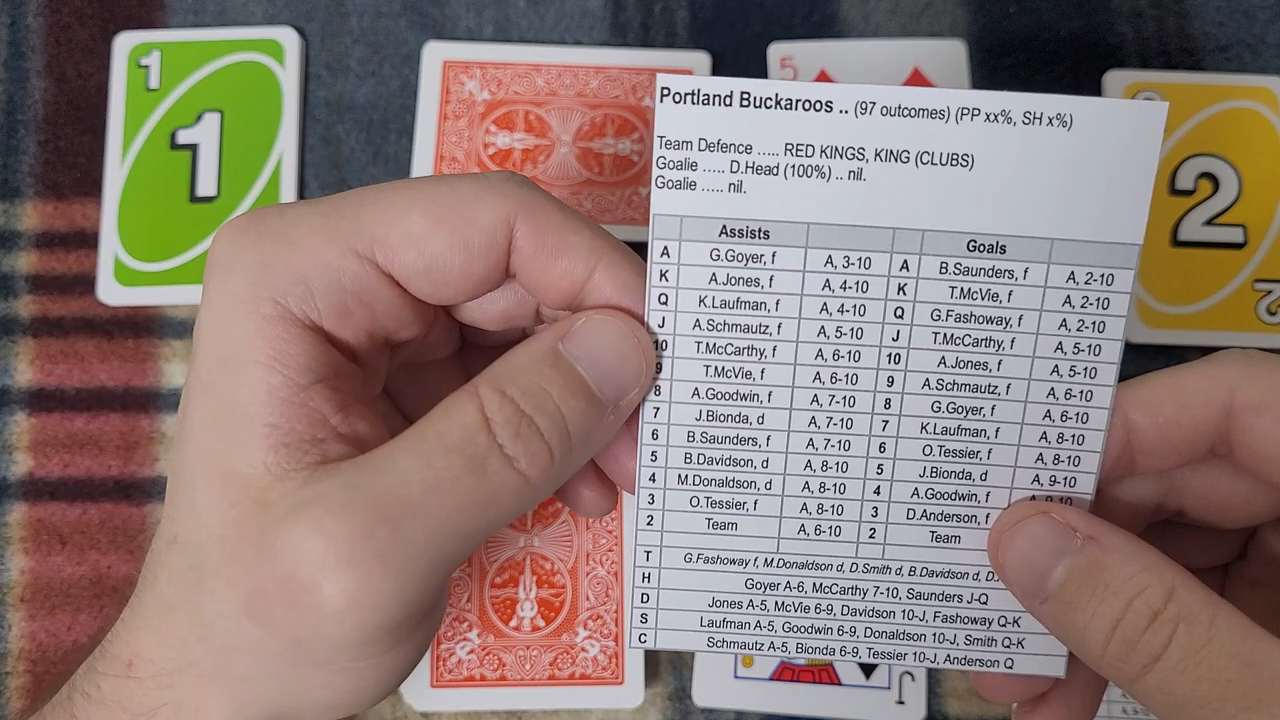 1
1
5
2
2
J
Portland Buckaroos .. (97 outcomes) (PP xx%, SH x%)
Team Defence ..... RED KINGS, KING (CLUBS)
Goalie ..... D.Head (100%) .. nil.
Goalie ..... nil.
Assists Goals
A G.Goyer, f A, 3-10 A B.Saunders, f A, 2-10
K A.Jones, f A, 4-10 K T.McVie, f A, 2-10
Q K.Laufman, f A, 4-10 Q G.Fashoway, f A, 2-10
J A.Schmautz, f A, 5-10 J T.McCarthy, f A, 5-10
10 T.McCarthy, f A, 6-10 10 A.Jones, f A, 5-10
9 T.McVie, f A, 6-10 9 A.Schmautz, f A, 6-10
8 A.Goodwin, f A, 7-10 8 G.Goyer, f A, 6-10
7 J.Bionda, d A, 7-10 7 K.Laufman, f A, 8-10
6 B.Saunders, f A, 7-10 6 O.Tessier, f A, 8-10
5 B.Davidson, d A, 8-10 5 J.Bionda, d A, 9-10
4 M.Donaldson, d A, 8-10 4 A.Goodwin, f A, 9-10
3 O.Tessier, f A, 8-10 3 D.Anderson, f
2 Team A, 6-10 2 Team
T G.Fashoway f, M.Donaldson d, D.Smith d, B.Davidson d,
H Goyer A-6, McCarthy 7-10, Saunders J-Q
D Jones A-5, McVie 6-9, Davidson 10-J, Fashoway Q-K
S Laufman A-5, Goodwin 6-9, Donaldson 10-J, Smith Q-K
C Schmautz A-5, Bionda 6-9, Tessier 10-J, Anderson Q